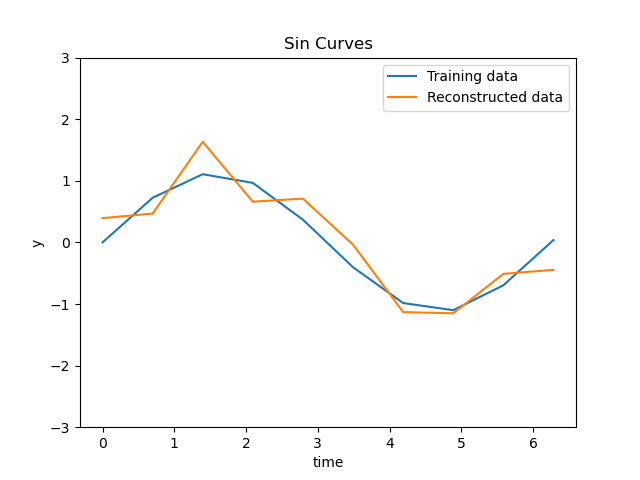 Sin Curves
Training data
Reconstructed data
3
2
1
0
−1
−2
−3
y
0 1 2 3 4 5 6
time